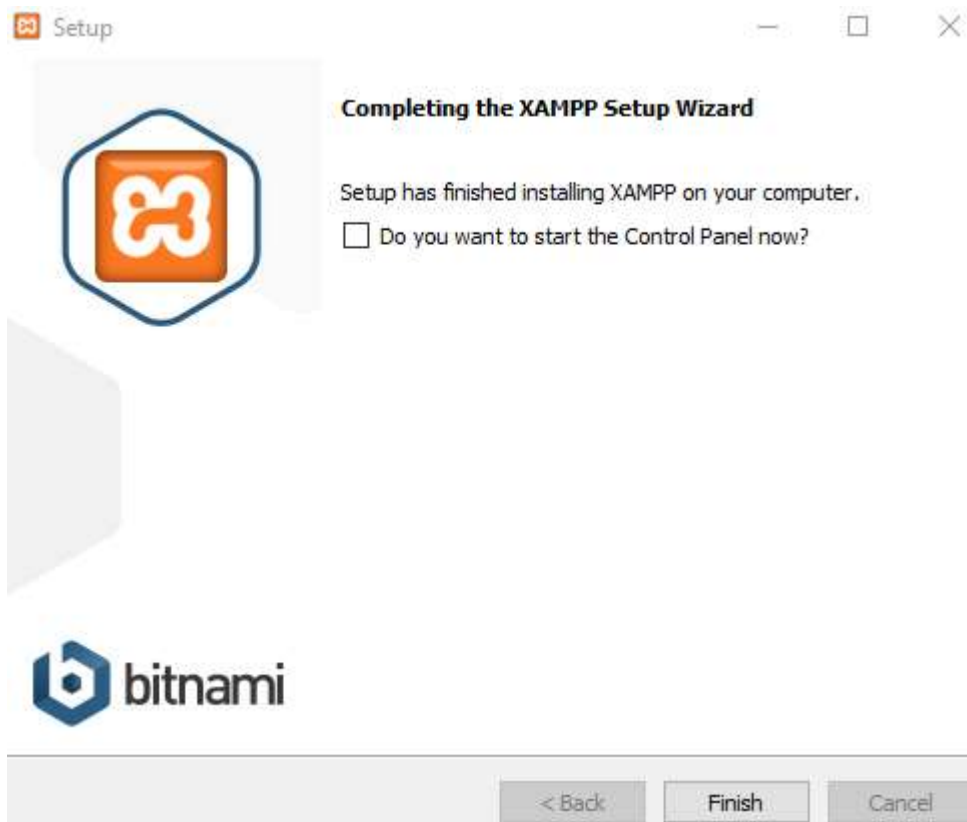 Setup
Completing the XAMPP Setup Wizard
Setup has finished installing XAMPP on your computer.
Do you want to start the Control Panel now?
bitnami
< Back
Finish
Cancel